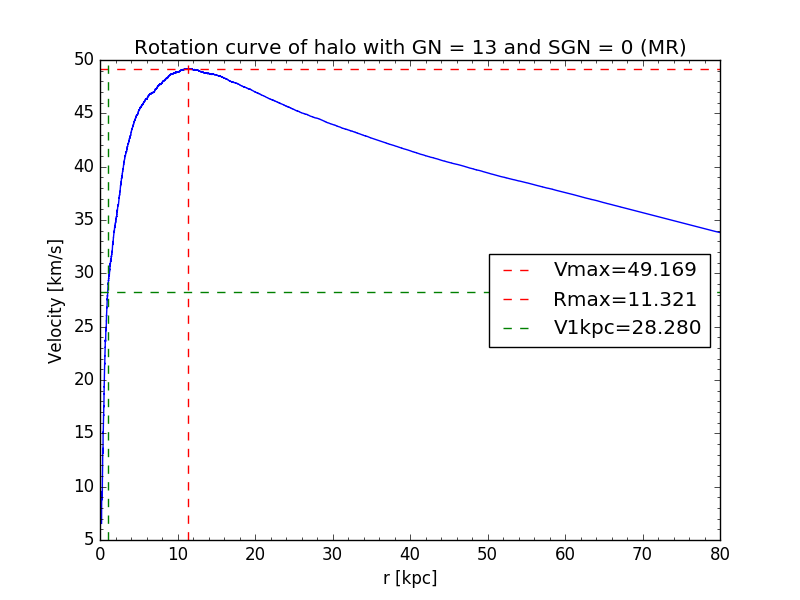 Rotation curve of halo with GN = 13 and SGN = 0 (MR)
Velocity [km/s]
50
45
40
35
30
25
20
15
10
5
Vmax=49.169
Rmax=11.321
V1kpc=28.280
0 10 20 30 40 50 60 70 80
r [kpc]